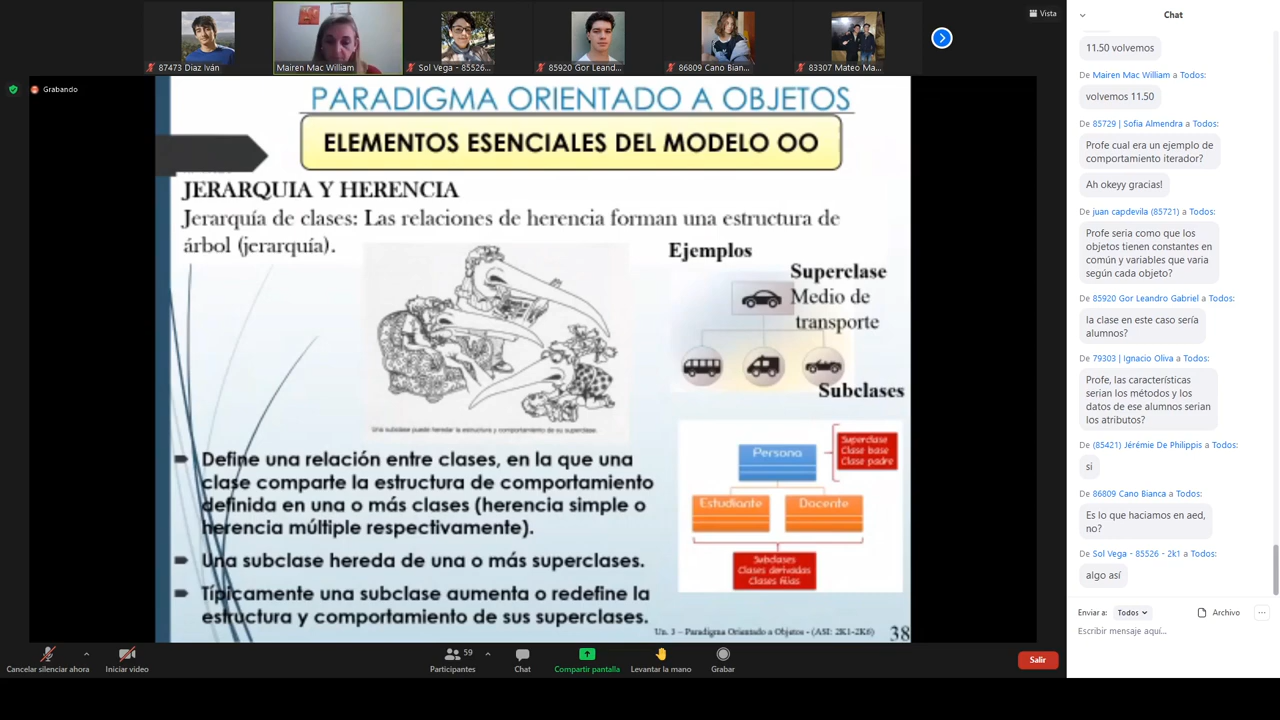 Vista
87473 Diaz Iván
Mairen Mac William
Sol Vega - 85526...
85920 Gor Leand...
86809 Cano Bian...
83307 Mateo Ma...
Grabando
PARADIGMA ORIENTADO A OBJETOS
ELEMENTOS ESENCIALES DEL MODELO OO
JERARQUIA Y HERENCIA
Jerarquía de clases: Las relaciones de herencia forman una estructura de
árbol (jerarquía).
Una subclase puede heredar la estructura y comportamiento de su superclase.
Ejemplos
Superclase
Medio de
transporte
Subclases
Persona
Superclase
Clase base
Clase padre
Estudiante
Docente
Subclases
Clases derivadas
Clases filias
Define una relación entre clases, en la que una
clase comparte la estructura de comportamiento
definida en una o más clases (herencia simple o
herencia múltiple respectivamente).
Una subclase hereda de una o más superclases.
Típicamente una subclase aumenta o redefine la
estructura y comportamiento de sus superclases.
Un. 3 – Paradigma Orientado a Objetos - (ASI: 2K1-2K6)
38
Cancelar silenciar ahora
Iniciar video
59
Participantes
Chat
Compartir pantalla
Levantar la mano
Grabar
Salir
Chat
11.50 volvemos
De Mairen Mac William a Todos:
volvemos 11.50
De 85729 | Sofia Almendra a Todos:
Profe cual era un ejemplo de
comportamiento iterador?
Ah okeyy gracias!
De juan capdevila (85721) a Todos:
Profe seria como que los
objetos tienen constantes en
común y variables que varia
según cada objeto?
De 85920 Gor Leandro Gabriel a Todos:
la clase en este caso sería
alumnos?
De 79303 | Ignacio Oliva a Todos:
Profe, las características
serian los métodos y los
datos de ese alumnos serian
los atributos?
De (85421) Jérémie De Philippis a Todos:
si
De 86809 Cano Bianca a Todos:
Es lo que haciamos en aed,
no?
De Sol Vega - 85526 - 2k1 a Todos:
algo así
Enviar a:
Todos
Archivo
Escribir mensaje aquí...